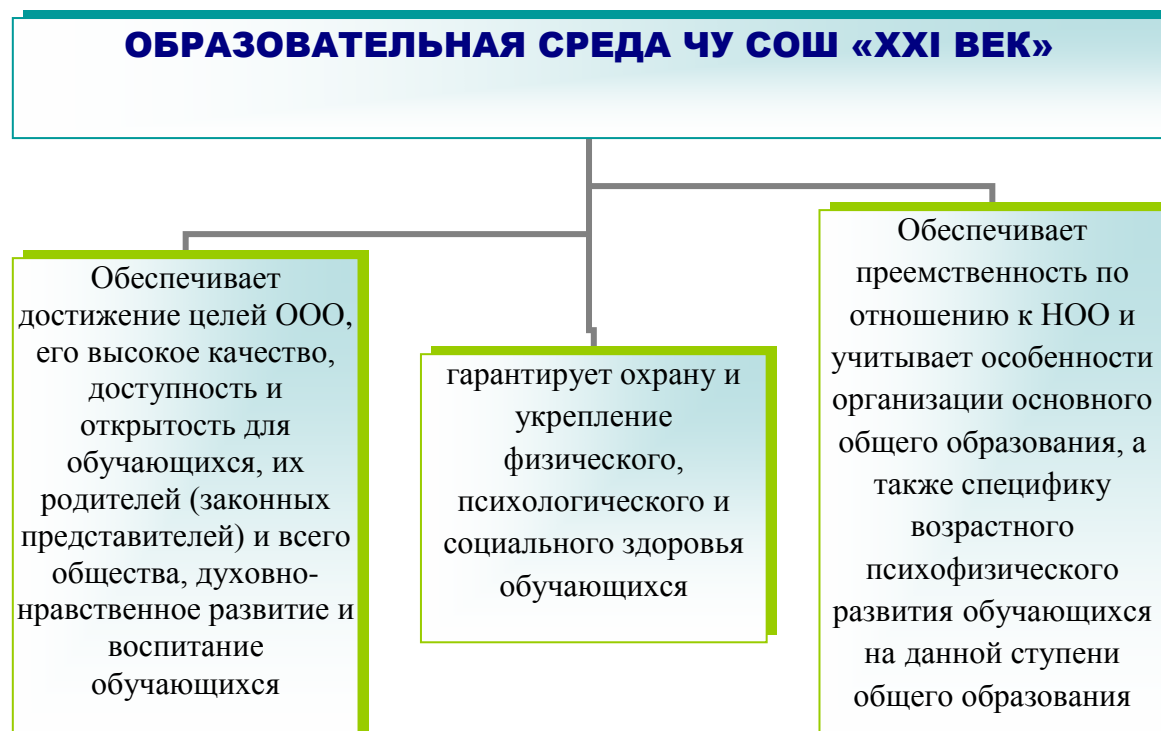 ОБРАЗОВАТЕЛЬНАЯ СРЕДА ЧУ СОШ «XXI ВЕК»
Обеспечивает
достижение целей ООО,
его высокое качество,
доступность и
открытость для
обучающихся, их
родителей (законных
представителей) и всего
общества, духовно-
нравственное развитие и
воспитание
обучающихся
гарантирует охрану и
укрепление
физического,
психологического и
социального здоровья
обучающихся
Обеспечивает
преемственность по
отношению к НОО и
учитывает особенности
организации основного
общего образования, а
также специфику
возрастного
психофизического
развития обучающихся
на данной ступени
общего образования